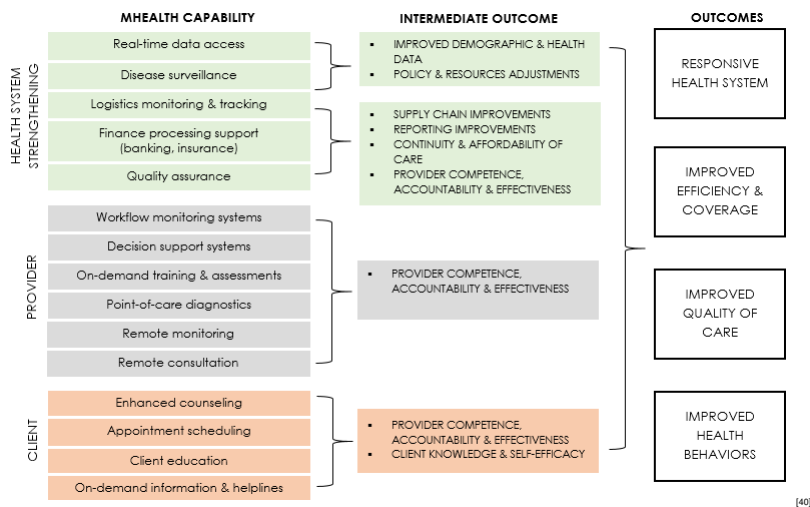 MHEALTH CAPABILITY
INTERMEDIATE OUTCOME
OUTCOMES
HEALTH SYSTEM
STRENGTHENING
Real-time data access
Disease surveillance
Logistics monitoring & tracking
Finance processing support
(banking, insurance)
Quality assurance
▪ IMPROVED DEMOGRAPHIC & HEALTH
DATA
▪ POLICY & RESOURCES ADJUSTMENTS
▪ SUPPLY CHAIN IMPROVEMENTS
▪ REPORTING IMPROVEMENTS
▪ CONTINUITY & AFFORDABILITY OF
CARE
▪ PROVIDER COMPETENCE,
ACCOUNTABILITY & EFFECTIVENESS
PROVIDER
Workflow monitoring systems
Decision support systems
On-demand training & assessments
Point-of-care diagnostics
Remote monitoring
Remote consultation
▪ PROVIDER COMPETENCE,
ACCOUNTABILITY & EFFECTIVENESS
CLIENT
Enhanced counseling
Appointment scheduling
Client education
On-demand information & helplines
▪ PROVIDER COMPETENCE,
ACCOUNTABILITY & EFFECTIVENESS
▪ CLIENT KNOWLEDGE & SELF-EFFICACY
RESPONSIVE
HEALTH SYSTEM
IMPROVED
EFFICIENCY &
COVERAGE
IMPROVED
QUALITY OF
CARE
IMPROVED
HEALTH
BEHAVIORS
[40]